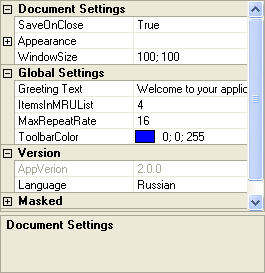 Document Settings
SaveOnClose True
Appearance
WindowSize 100; 100
Global Settings
Greeting Text Welcome to your applic
ItemsInMRUList 4
MaxRepeatRate 16
ToolbarColor 0; 0; 255
Version
AppVerion 2.0.0
Language Russian
Masked
Document Settings